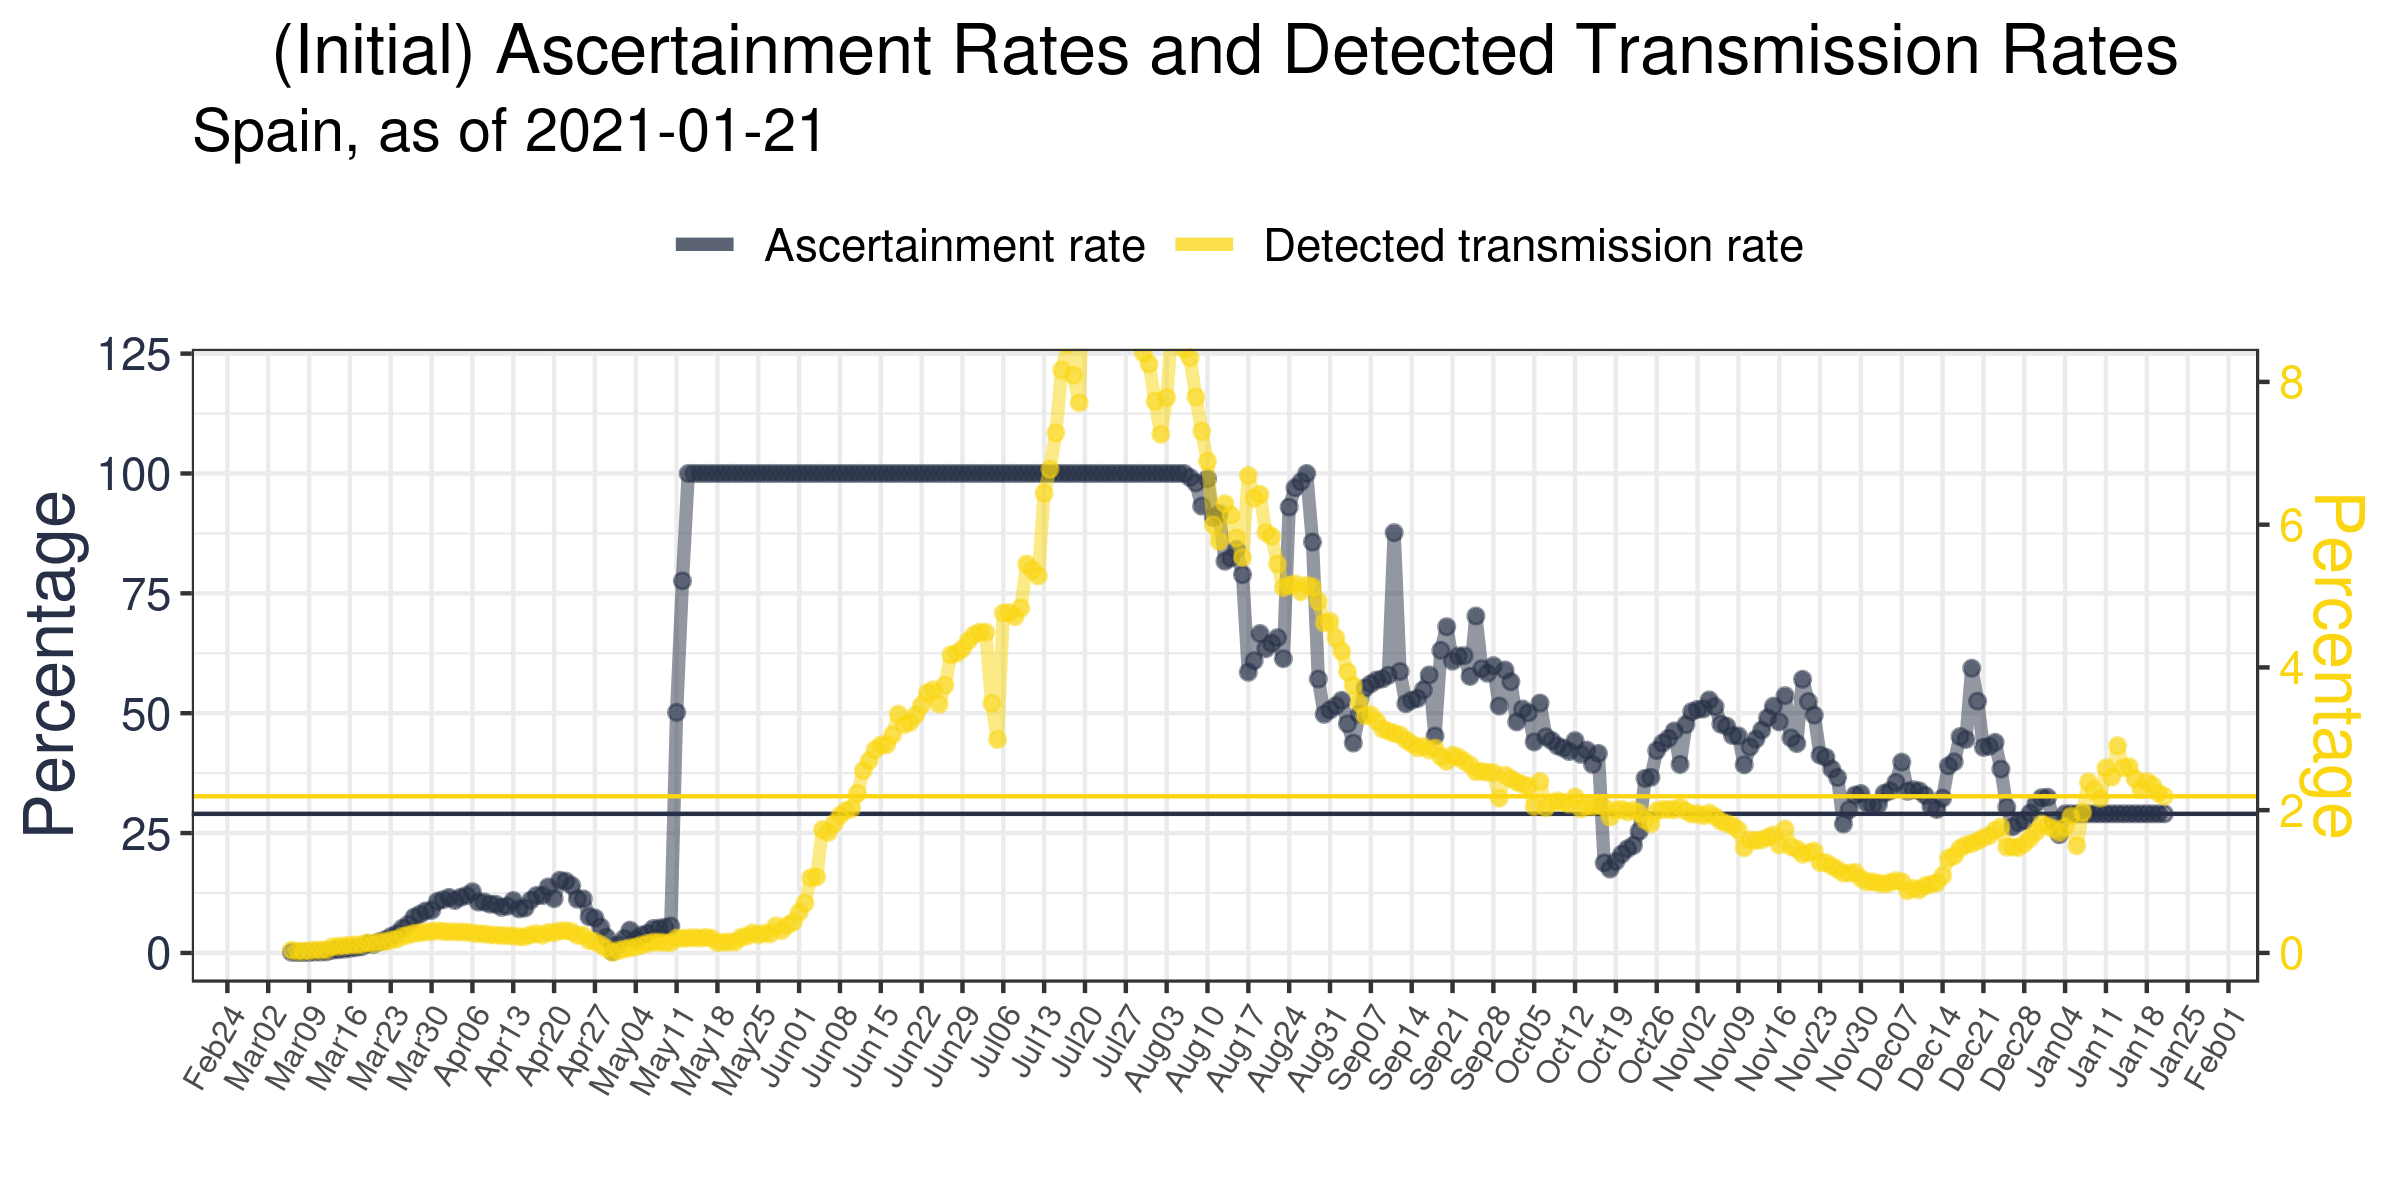 (Initial) Ascertainment Rates and Detected Transmission Rates
Spain, as of 2021-01-21
Ascertainment rate
Detected transmission rate
Percentage
125
100
75
50
25
0
8
6
4
2
0
Percentage
Feb24
Mar02
Mar09
Mar16
Mar23
Mar30
Apr06
Apr13
Apr20
Apr27
May04
May11
May18
May25
Jun01
Jun08
Jun15
Jun22
Jun29
Jul06
Jul13
Jul20
Jul27
Aug03
Aug10
Aug17
Aug24
Aug31
Sep07
Sep14
Sep21
Sep28
Oct05
Oct12
Oct19
Oct26
Nov02
Nov09
Nov16
Nov23
Nov30
Dec07
Dec14
Dec21
Dec28
Jan04
Jan11
Jan18
Jan25
Feb01